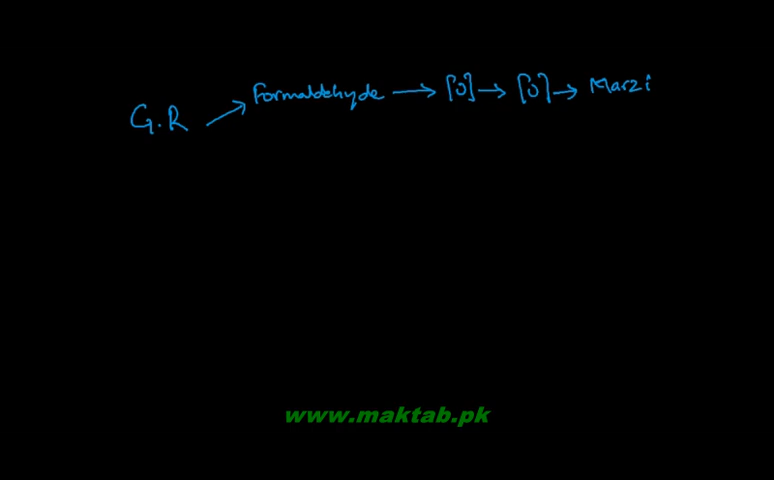 G.R → Formaldehyde → [O] → [O] → Marzi
www.maktab.pk